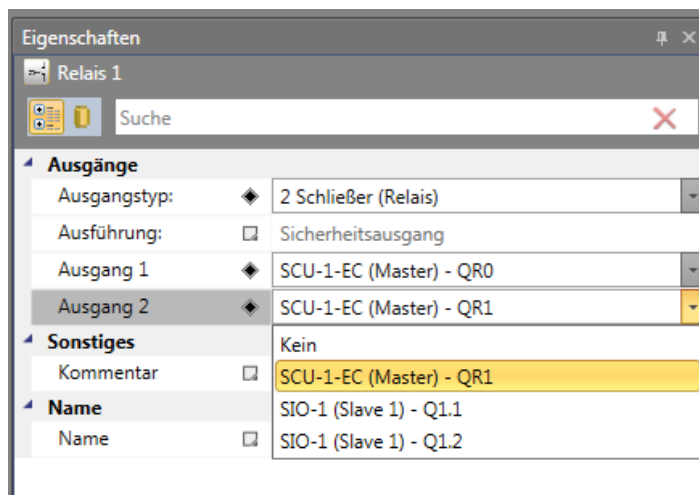 Eigenschaften
Relais 1
Suche
Ausgänge
Ausgangstyp: 2 Schließer (Relais)
Ausführung: Sicherheitsausgang
Ausgang 1 SCU-1-EC (Master) - QR0
Ausgang 2 SCU-1-EC (Master) - QR1
Sonstiges Kein
Kommentar SCU-1-EC (Master) - QR1
Name SIO-1 (Slave 1) - Q1.1
Name SIO-1 (Slave 1) - Q1.2